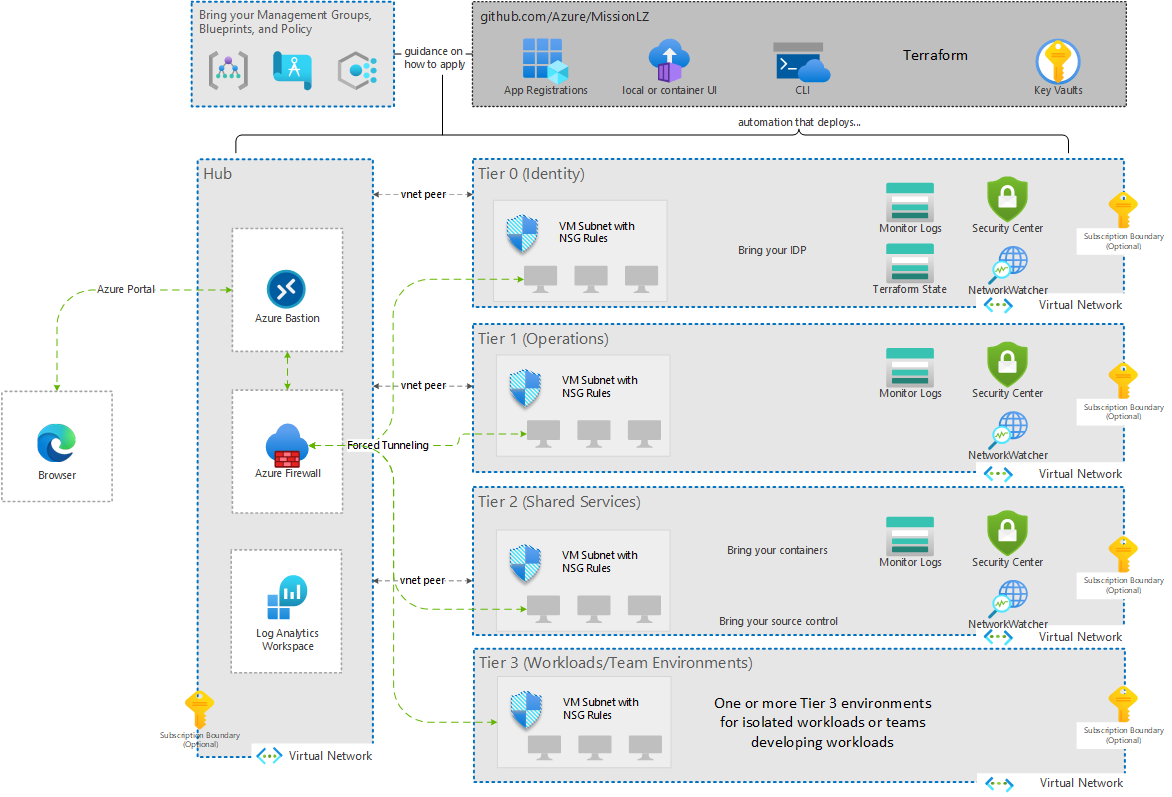 Bring your Management Groups,
Blueprints, and Policy
guidance on
how to apply
github.com/Azure/MissionLZ
App Registrations
local or container UI
CLI
Terraform
Key Vaults
automation that deploys...
Hub
Azure Bastion
Azure Portal
Browser
Azure Firewall
Forced Tunneling
Log Analytics
Workspace
Subscription Boundary
(Optional)
Virtual Network
vnet peer
vnet peer
vnet peer
Tier 0 (Identity)
VM Subnet with
NSG Rules
Bring your IDP
Monitor Logs
Security Center
Terraform State
NetworkWatcher
Subscription Boundary
(Optional)
Virtual Network
Tier 1 (Operations)
VM Subnet with
NSG Rules
Monitor Logs
Security Center
NetworkWatcher
Subscription Boundary
(Optional)
Virtual Network
Tier 2 (Shared Services)
VM Subnet with
NSG Rules
Bring your containers
Bring your source control
Monitor Logs
Security Center
NetworkWatcher
Subscription Boundary
(Optional)
Virtual Network
Tier 3 (Workloads/Team Environments)
VM Subnet with
NSG Rules
One or more Tier 3 environments
for isolated workloads or teams
developing workloads
Subscription Boundary
(Optional)
Virtual Network